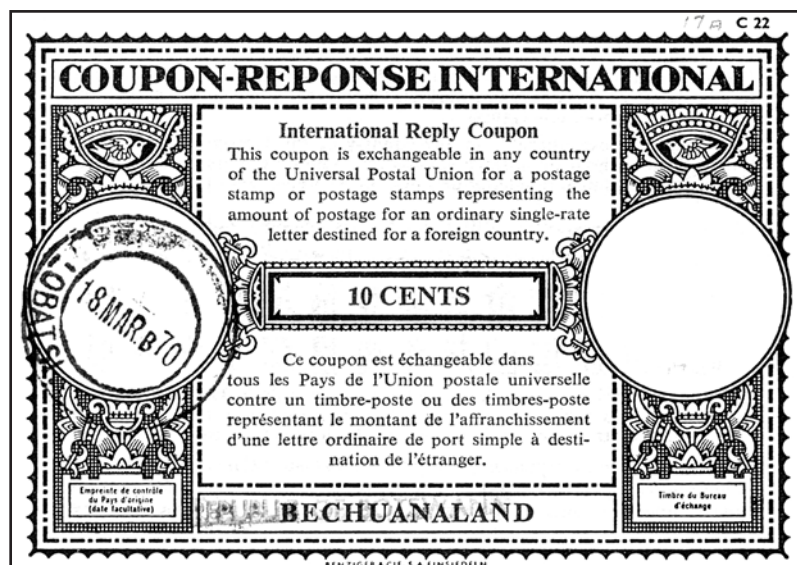 17a C 22
COUPON-REPONSE INTERNATIONAL
International Reply Coupon
This coupon is exchangeable in any country
of the Universal Postal Union for a postage
stamp or postage stamps representing the
amount of postage for an ordinary single-rate
letter destined for a foreign country.
LOBATSI
18.MAR.B70
10 CENTS
Ce coupon est échangeable dans
tous les Pays de l'Union postale universelle
contre un timbre-poste ou des timbres-poste
représentant le montant de l'affranchissement
d'une lettre ordinaire de port simple à desti-
nation de l'étranger.
Empreinte de contrôle
du Pays d'origine
(date facultative)
Timbre du Bureau
d'échange
BECHUANALAND